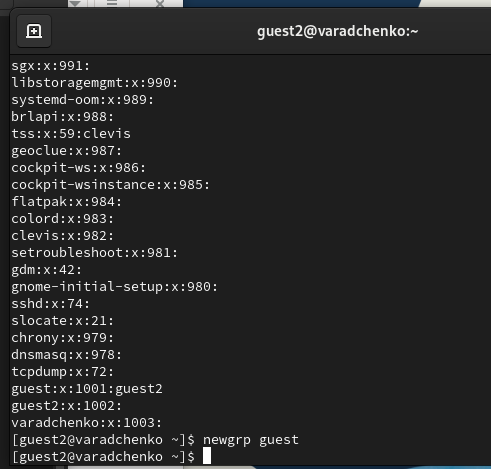 guest2@varadchenko:~
sgx:x:991:
libstoragemgmt:x:990:
systemd-oom:x:989:
brlapi:x:988:
tss:x:59:clevis
geoclue:x:987:
cockpit-ws:x:986:
cockpit-wsinstance:x:985:
flatpak:x:984:
colord:x:983:
clevis:x:982:
setroubleshoot:x:981:
gdm:x:42:
gnome-initial-setup:x:980:
sshd:x:74:
slocate:x:21:
chrony:x:979:
dnsmasq:x:978:
tcpdump:x:72:
guest:x:1001:guest2
guest2:x:1002:
varadchenko:x:1003:
[guest2@varadchenko ~]$ newgrp guest
[guest2@varadchenko ~]$